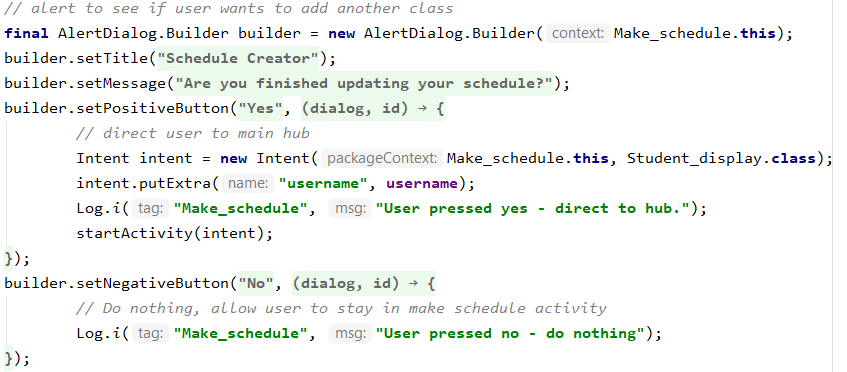 // alert to see if user wants to add another class
final AlertDialog.Builder builder = new AlertDialog.Builder( context: Make_schedule.this);
builder.setTitle("Schedule Creator");
builder.setMessage("Are you finished updating your schedule?");
builder.setPositiveButton("Yes", (dialog, id) → {
        // direct user to main hub
        Intent intent = new Intent( packageContext: Make_schedule.this, Student_display.class);
        intent.putExtra( name: "username", username);
        Log.i( tag: "Make_schedule", msg: "User pressed yes - direct to hub.");
        startActivity(intent);
});
builder.setNegativeButton("No", (dialog, id) → {
        // Do nothing, allow user to stay in make schedule activity
        Log.i( tag: "Make_schedule", msg: "User pressed no - do nothing");
});